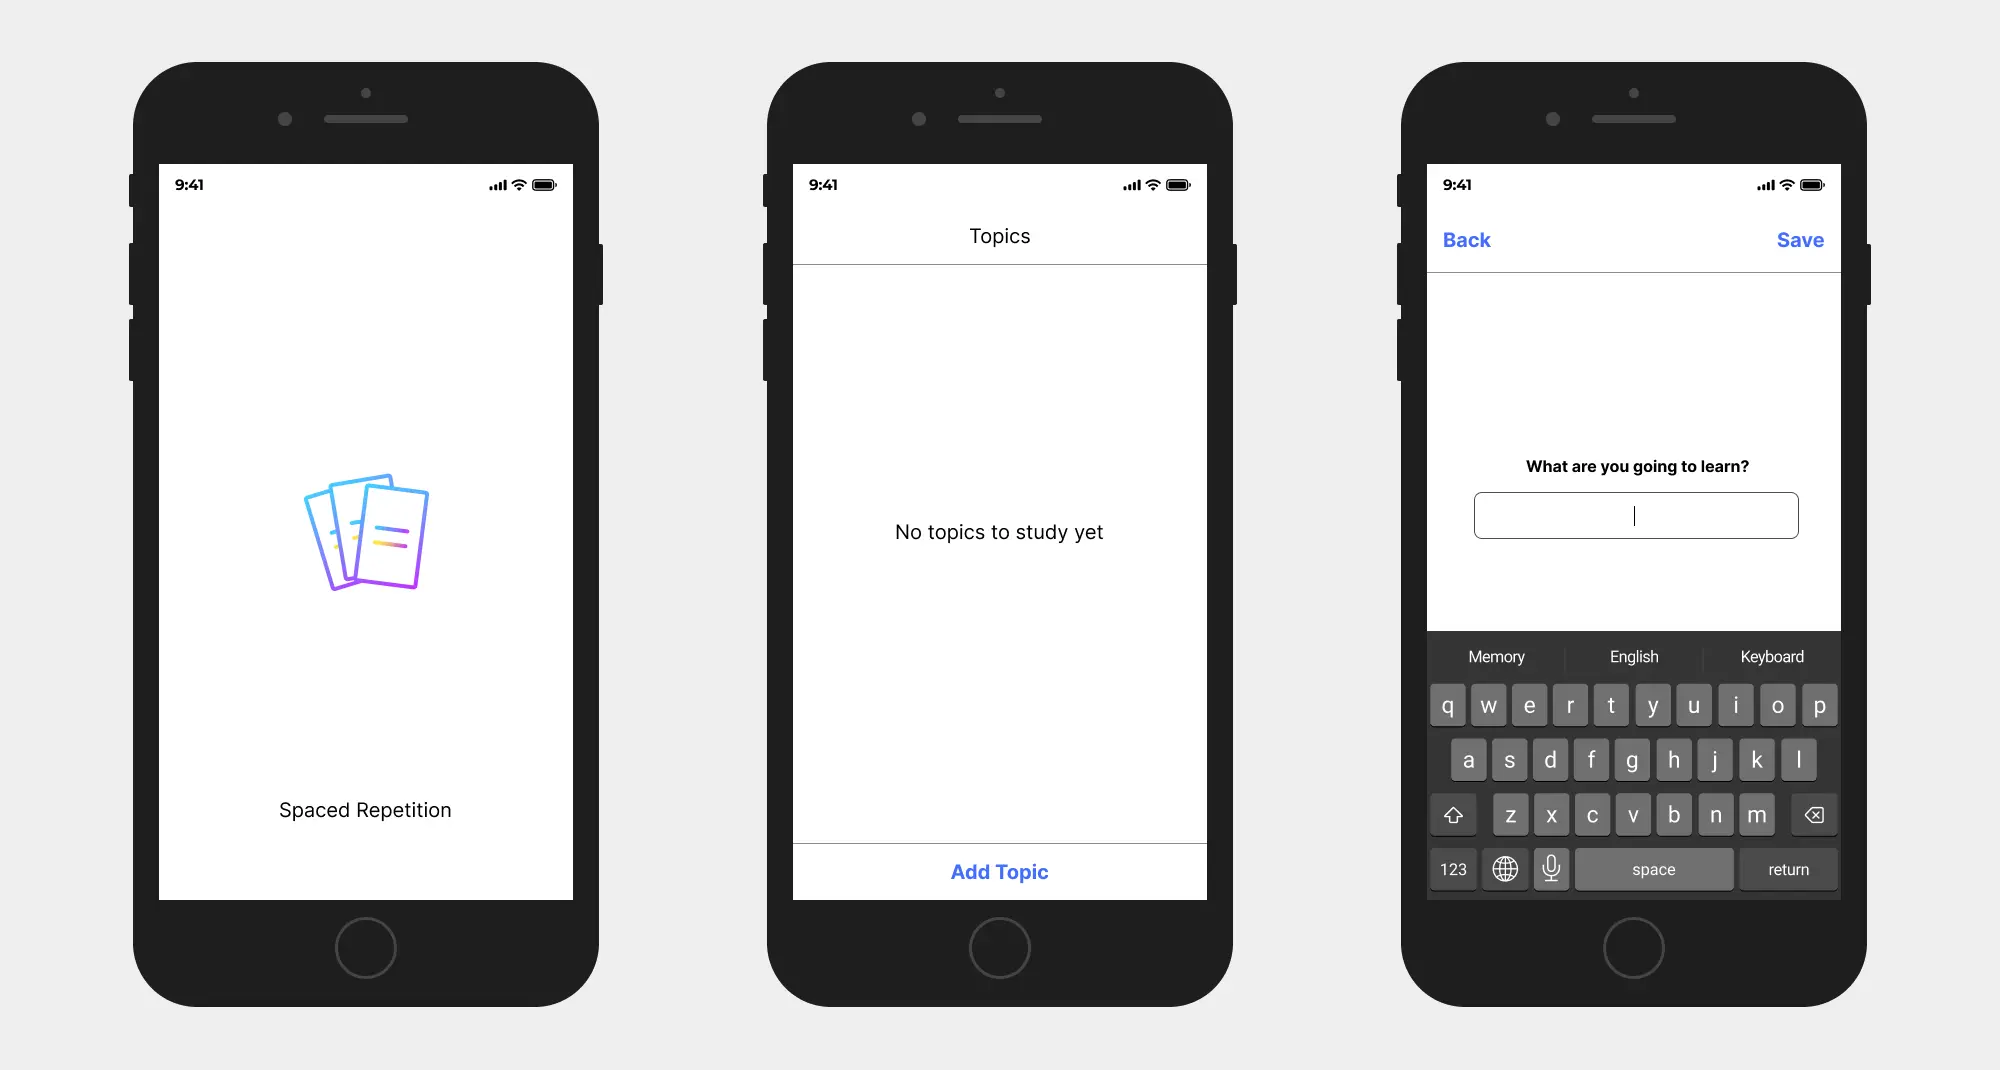 9:41
Spaced Repetition
9:41
Topics
No topics to study yet
Add Topic
9:41
Back Save
What are you going to learn?
Memory English Keyboard
q w e r t y u i o p
a s d f g h j k l
z x c v b n m
123 space return